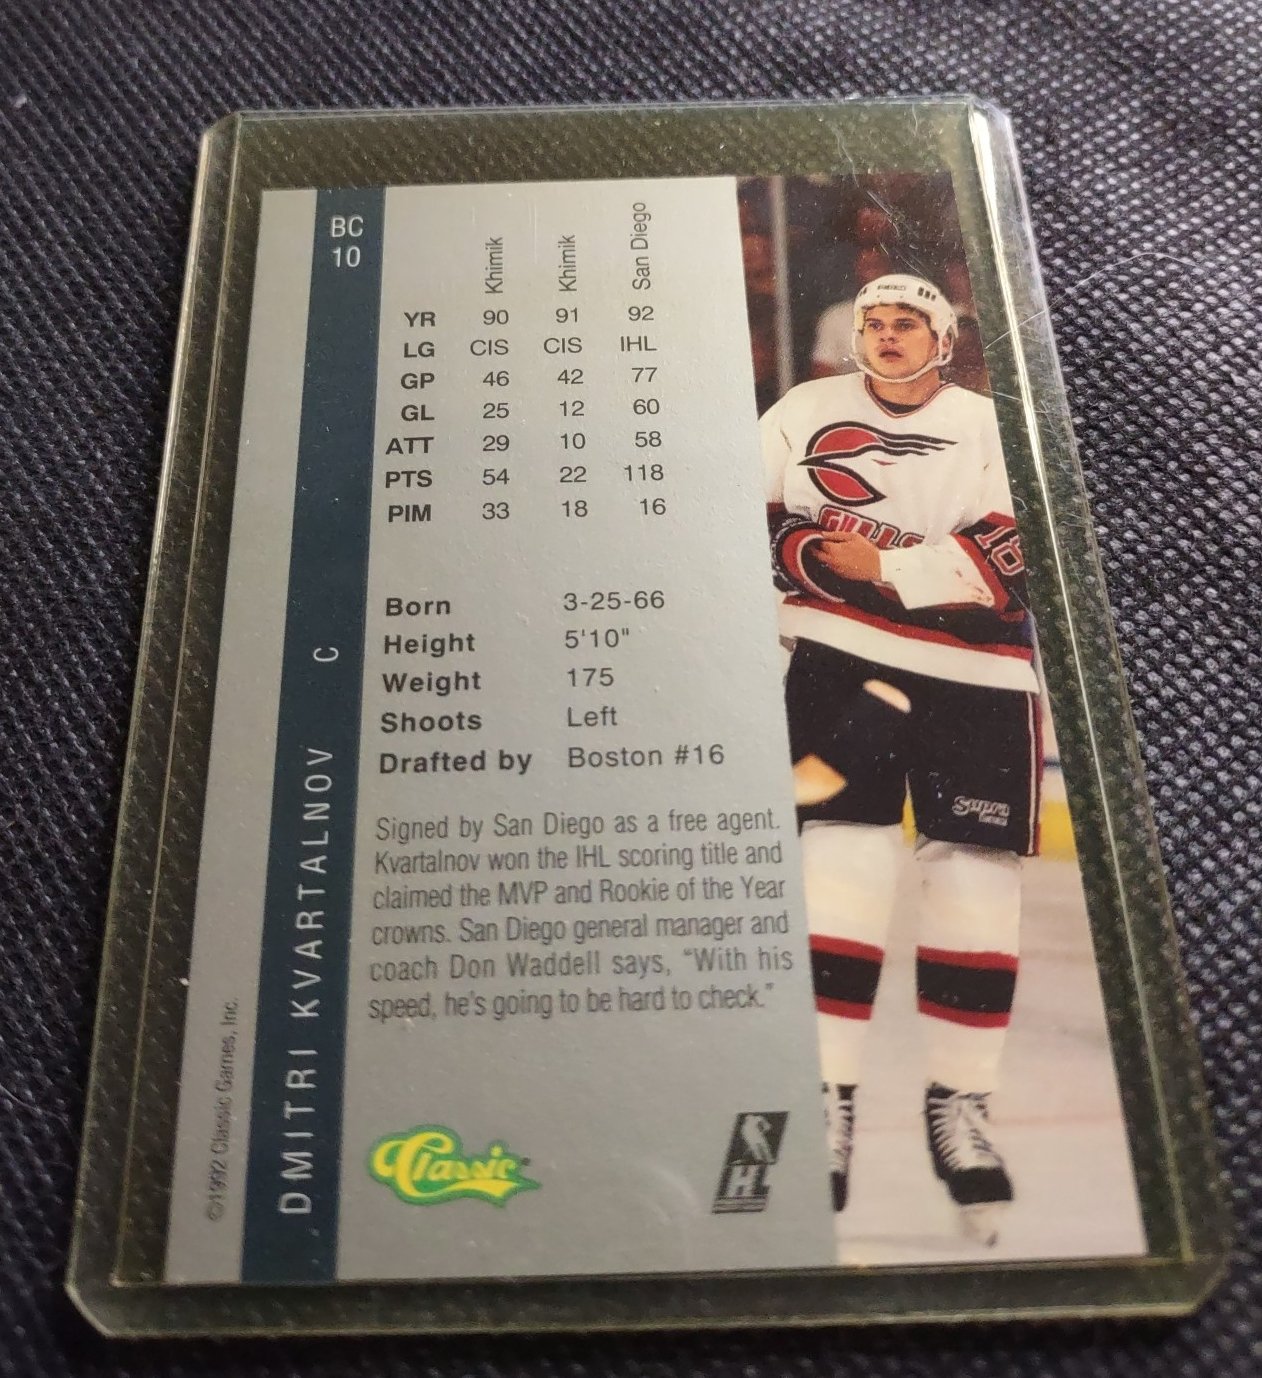 BC
10
Khimik Khimik San Diego
YR 90 91 92
LG CIS CIS IHL
GP 46 42 77
GL 25 12 60
ATT 29 10 58
PTS 54 22 118
PIM 33 18 16
Born 3-25-66
Height 5'10"
Weight 175
Shoots Left
Drafted by Boston #16
Signed by San Diego as a free agent.
Kvartalnov won the IHL scoring title and
claimed the MVP and Rookie of the Year
crowns. San Diego general manager and
coach Don Waddell says, "With his
speed, he's going to be hard to check."
DMITRI KVARTALNOV C
©1992 Classic Games, Inc.
Classic
IHL
GULLS
18
Supra